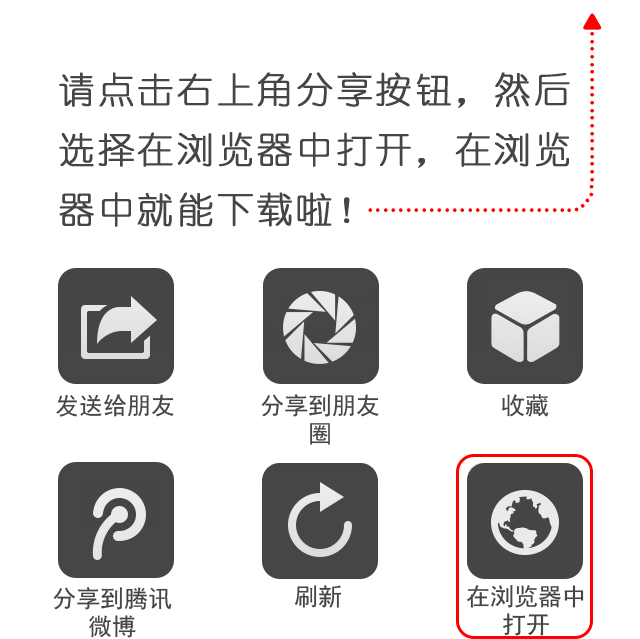 请点击右上角分享按钮，然后
选择在浏览器中打开，在浏览
器中就能下载啦！
发送给朋友
分享到朋友
圈
收藏
分享到腾讯
微博
刷新
在浏览器中
打开